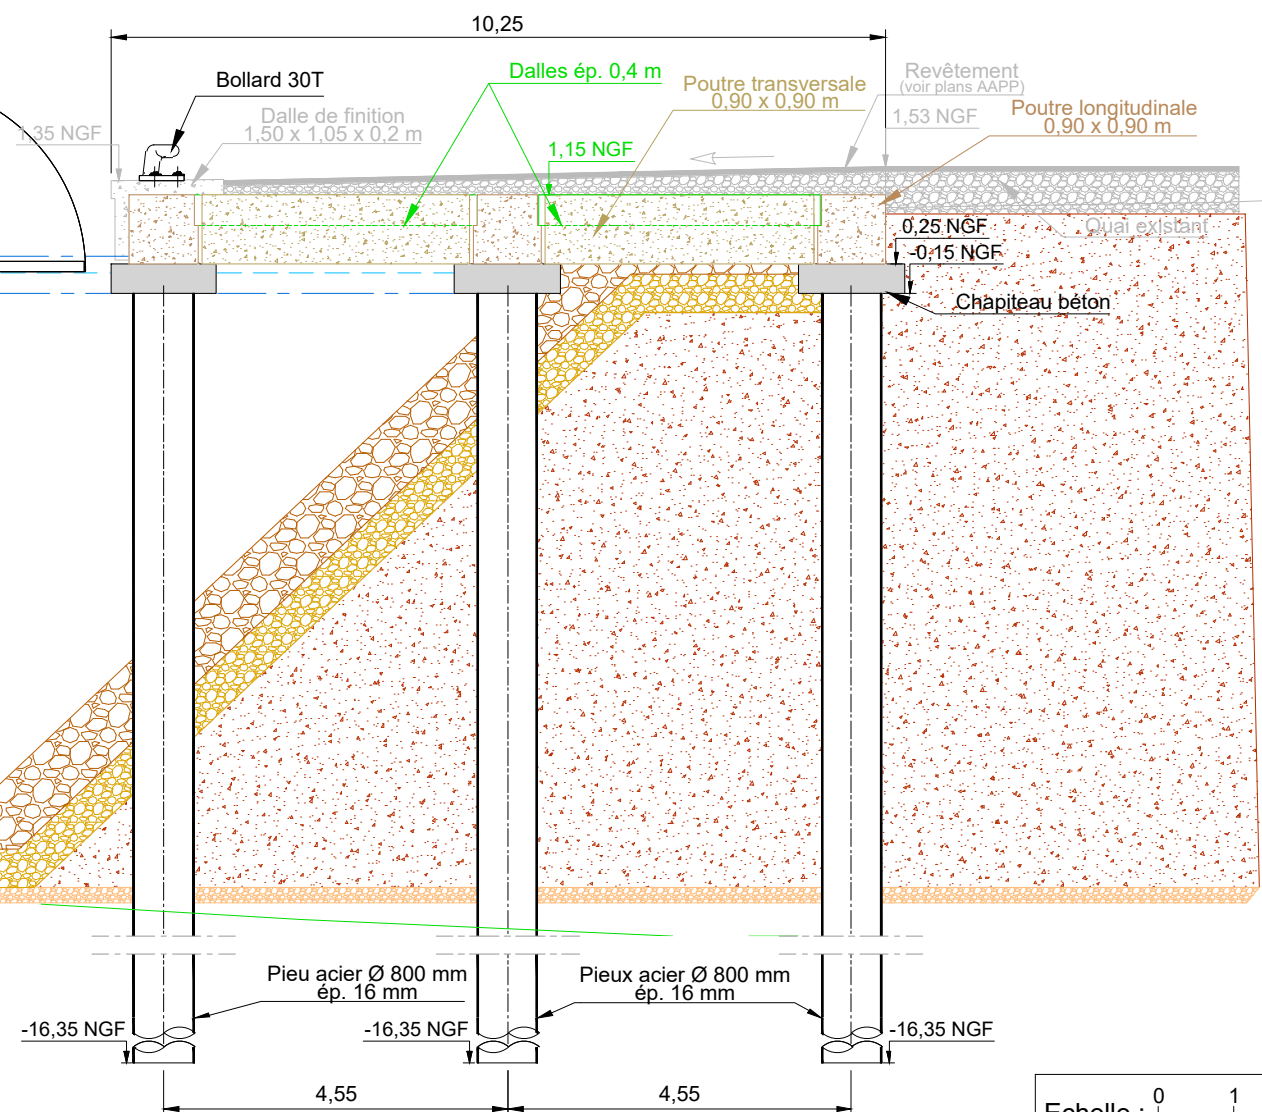 10,25
Bollard 30T
Dalles ép. 0,4 m
Poutre transversale
0,90 x 0,90 m
Revêtement
(voir plans AAPP)
Poutre longitudinale
0,90 x 0,90 m
1,35 NGF
Dalle de finition
1,50 x 1,05 x 0,2 m
1,53 NGF
1,15 NGF
Quai existant
0,25 NGF
-0,15 NGF
Chapiteau béton
Pieu acier Ø 800 mm
ép. 16 mm
Pieux acier Ø 800 mm
ép. 16 mm
-16,35 NGF
-16,35 NGF
-16,35 NGF
4,55
4,55
Echelle :
0
1